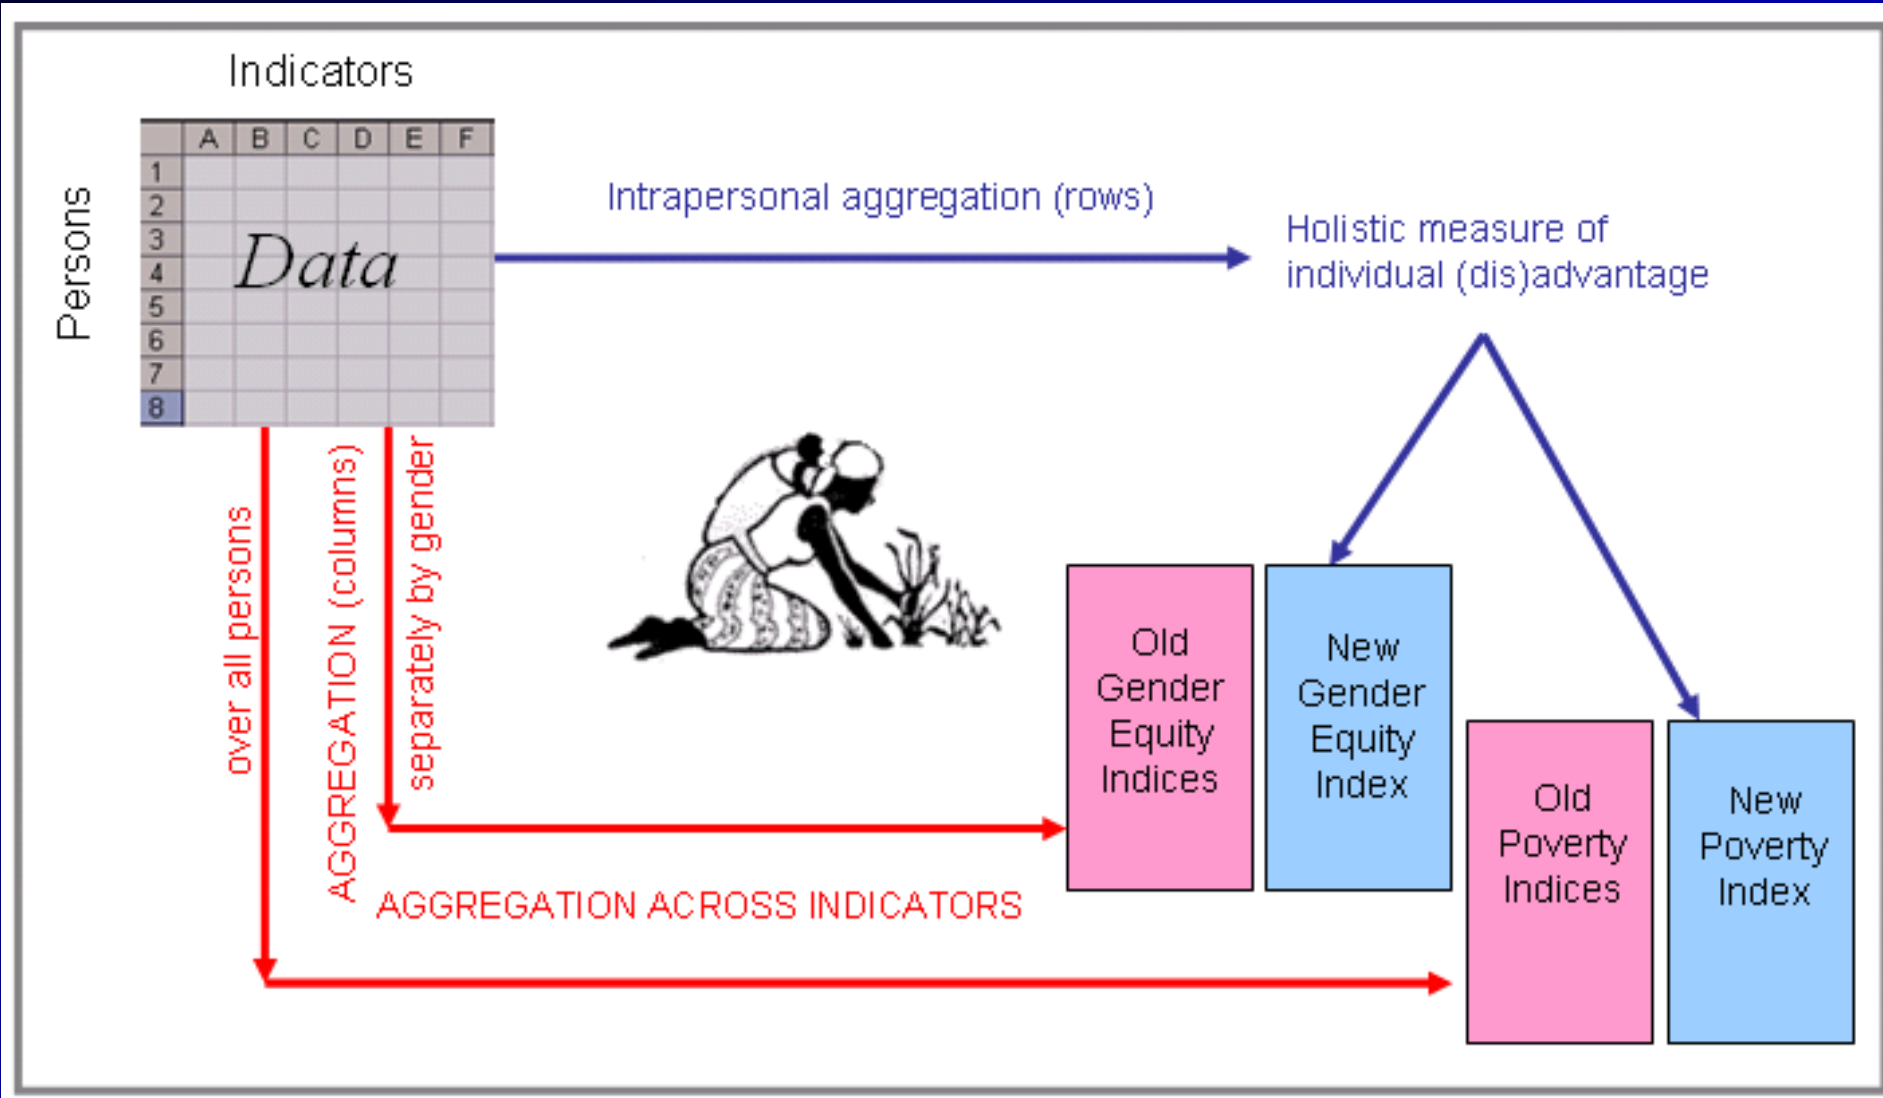 Indicators
Persons
A B C D E F
1
2
3
4
5
6
7
8
Data
Intrapersonal aggregation (rows)
Holistic measure of
individual (dis)advantage
over all persons
AGGREGATION (columns)
separately by gender
AGGREGATION ACROSS INDICATORS
Old
Gender
Equity
Indices
New
Gender
Equity
Index
Old
Poverty
Indices
New
Poverty
Index